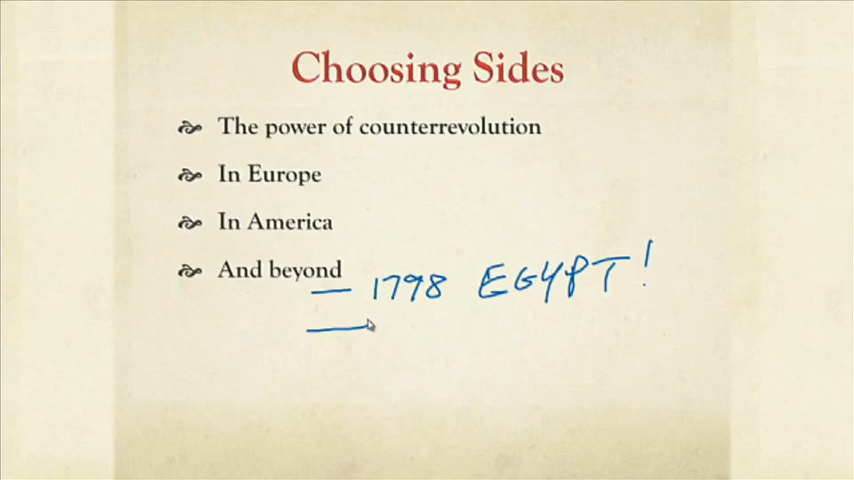 Choosing Sides
The power of counterrevolution
In Europe
In America
And beyond
— 1798 EGYPT!
—